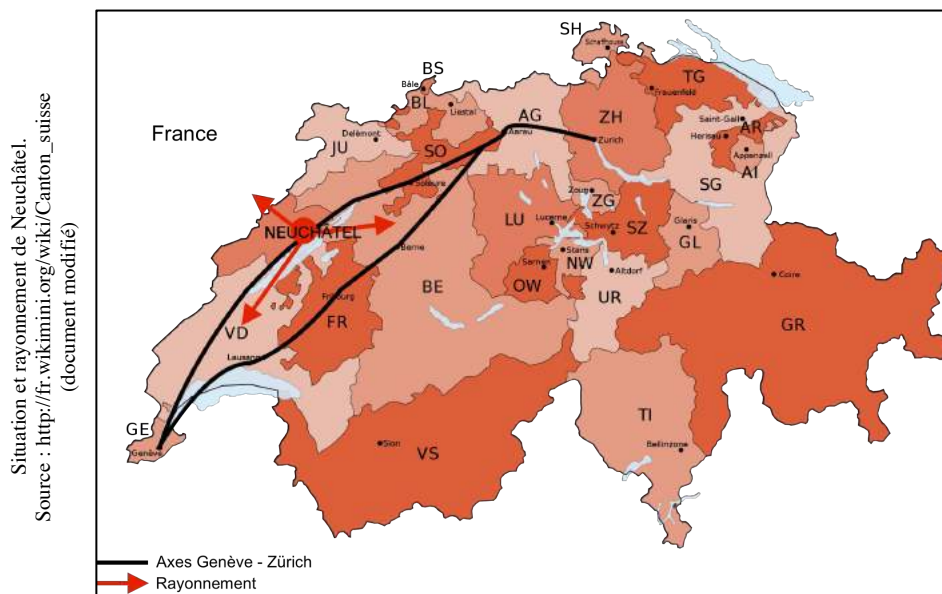 Situation et rayonnement de Neuchâtel.
Source : http://fr.wikimini.org/wiki/Canton_suisse
(document modifié)
SH
Schaffhouse
BS
Bâle
TG
BL
Liestal
Frauenfeld
France
AG
ZH
Saint-Gall
AR
JU
Delémont
Aarau
Zurich
Herisau
Appenzell
AI
SO
Soleure
SG
Zoug
ZG
NEUCHÂTEL
LU
Lucerne
Schwytz
SZ
Glaris
GL
Berne
Stans
NW
Sarnen
OW
Altdorf
Coire
BE
UR
Fribourg
FR
GR
VD
Lausanne
TI
GE
Genève
Sion
VS
Bellinzone
Axes Genève - Zürich
Rayonnement